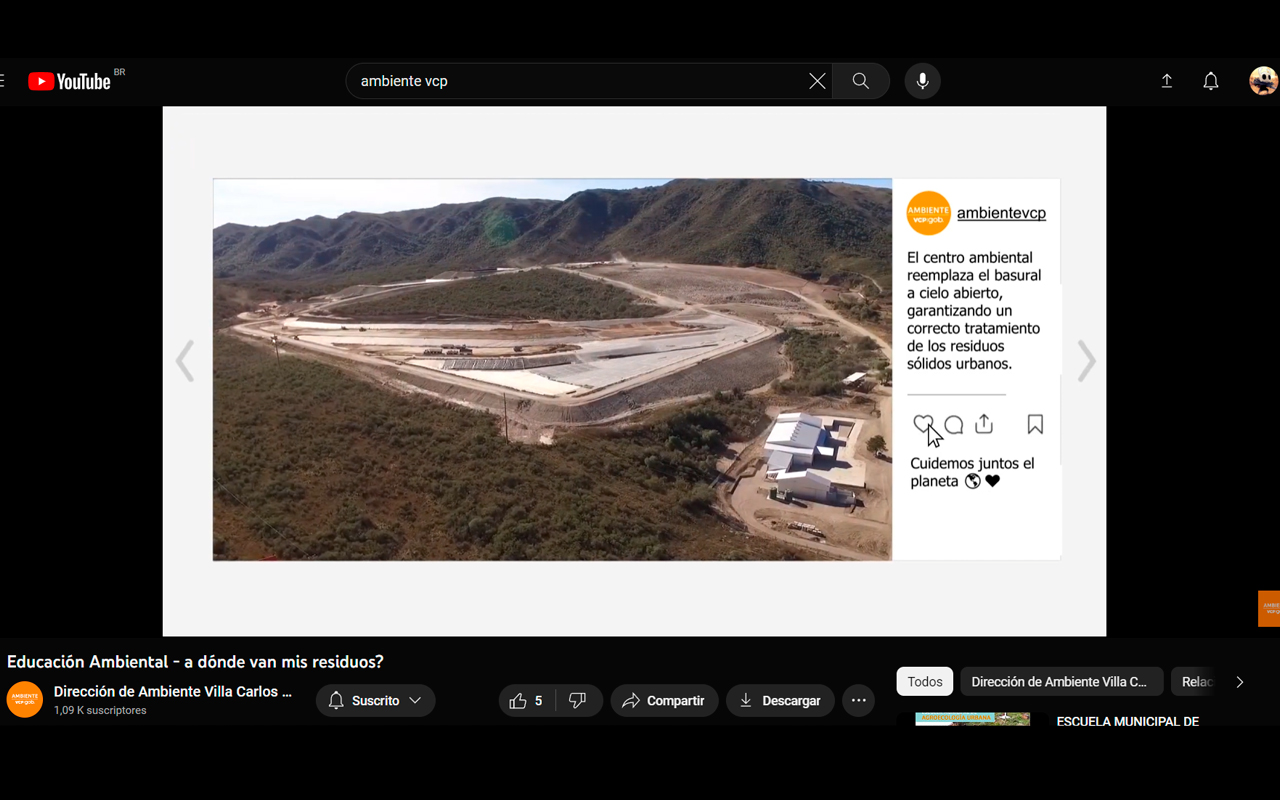 YouTube
BR
ambiente vcp
AMBIENTE
VCP.gob.
ambientevcp
El centro ambiental
reemplaza el basural
a cielo abierto,
garantizando un
correcto tratamiento
de los residuos
sólidos urbanos.
Cuidemos juntos el
planeta 🌎 🖤
Educación Ambiental - a dónde van mis residuos?
Dirección de Ambiente Villa Carlos ...
1,09 K suscriptores
Suscrito
5
Compartir
Descargar
Todos
Dirección de Ambiente Villa C...
Relac
AGROECOLOGÍA URBANA
ESCUELA MUNICIPAL DE